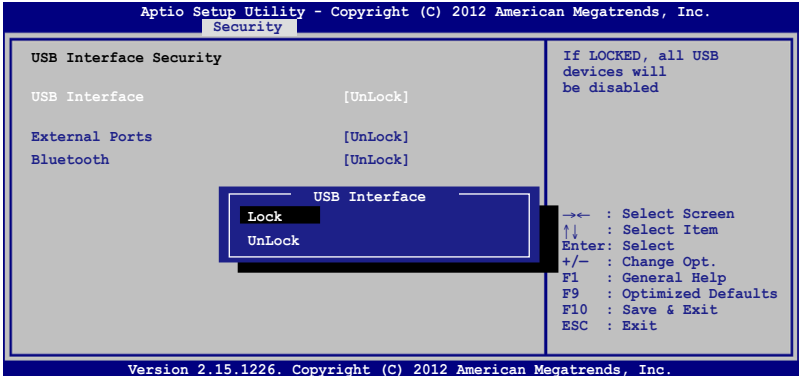 Aptio Setup Utility - Copyright (C) 2012 American Megatrends, Inc.
Security
USB Interface Security
USB Interface [UnLock]
External Ports [UnLock]
Bluetooth [UnLock]
USB Interface
Lock
UnLock
If LOCKED, all USB
devices will
be disabled
→← : Select Screen
↑↓ : Select Item
Enter: Select
+/— : Change Opt.
F1 : General Help
F9 : Optimized Defaults
F10 : Save & Exit
ESC : Exit
Version 2.15.1226. Copyright (C) 2012 American Megatrends, Inc.